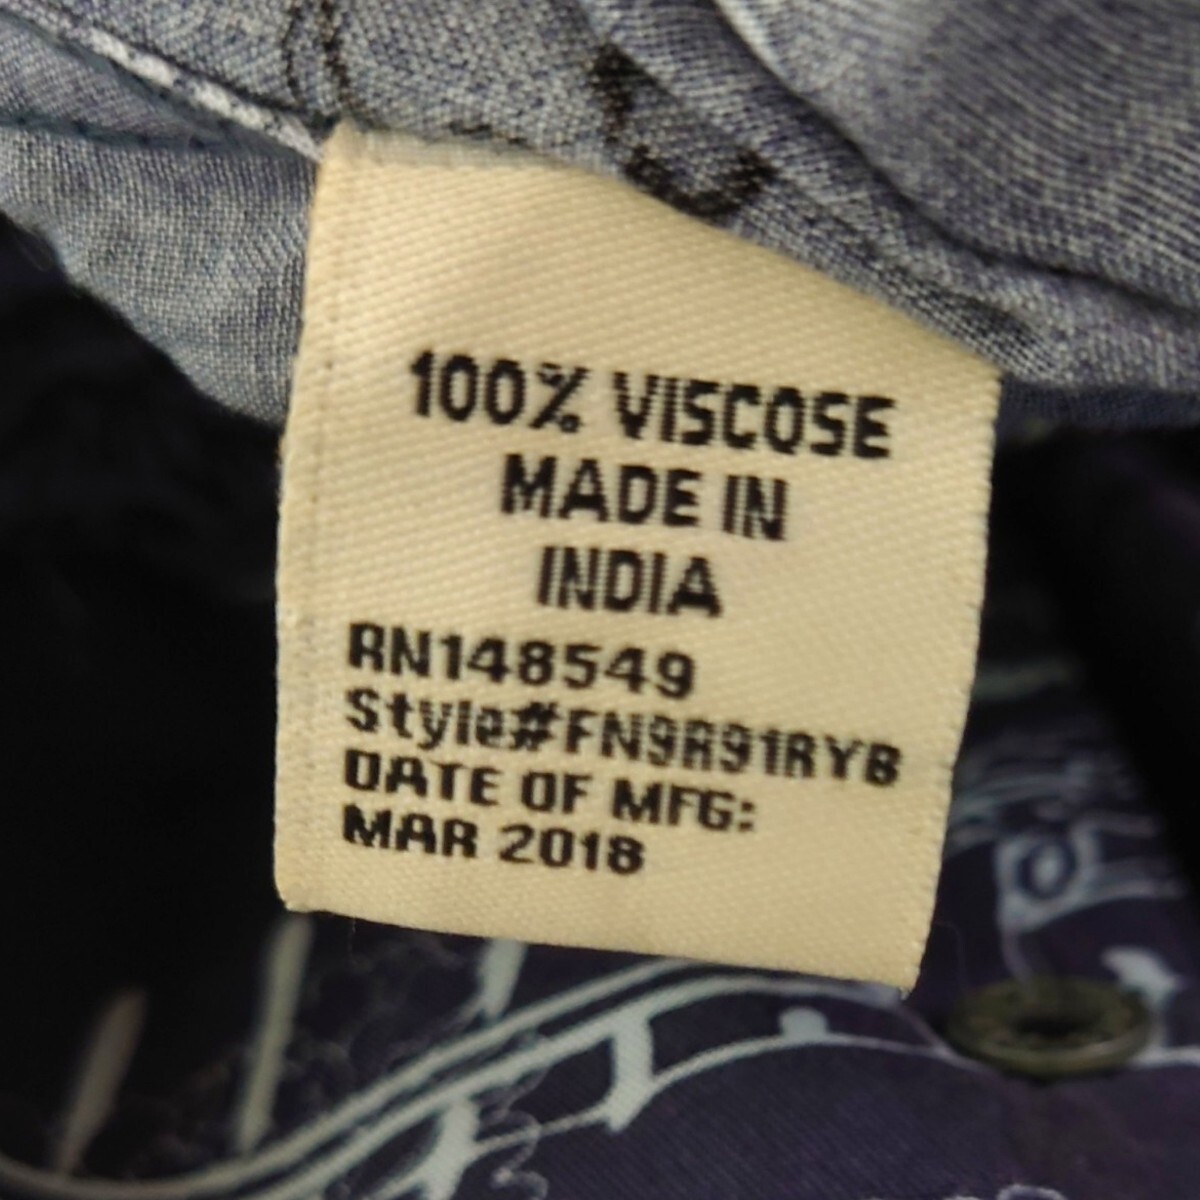 100% VISCOSE
MADE IN
INDIA
RN148549
Style#FN9R91RYB
DATE OF MFG:
MAR 2018